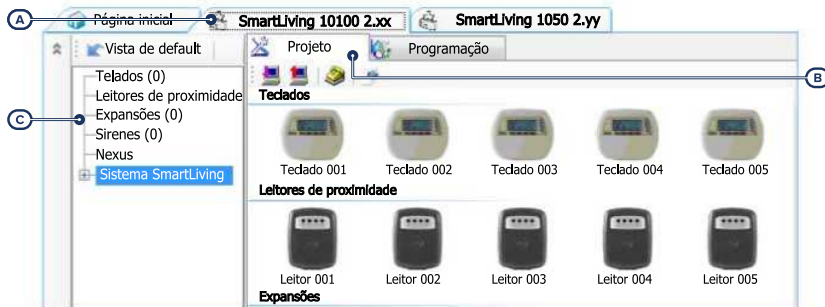 A
Página inicial
SmartLiving 10100 2.xx
SmartLiving 1050 2.yy
Vista de default
Projeto
Programação
B
Telados (0)
Leitores de proximidade
C
Expansões (0)
Sirenes (0)
Nexus
Sistema SmartLiving
Teclados
Teclado 001
Teclado 002
Teclado 003
Teclado 004
Teclado 005
Leitores de proximidade
Leitor 001
Leitor 002
Leitor 003
Leitor 004
Leitor 005
Expansões